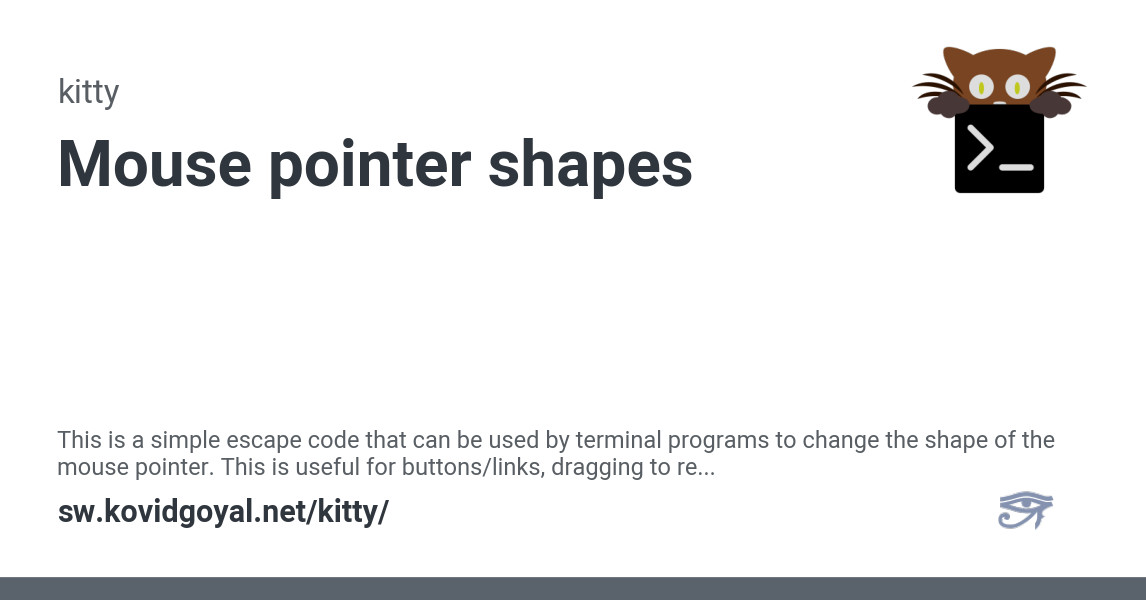 kitty
Mouse pointer shapes
>_
This is a simple escape code that can be used by terminal programs to change the shape of the
mouse pointer. This is useful for buttons/links, dragging to re...
sw.kovidgoyal.net/kitty/